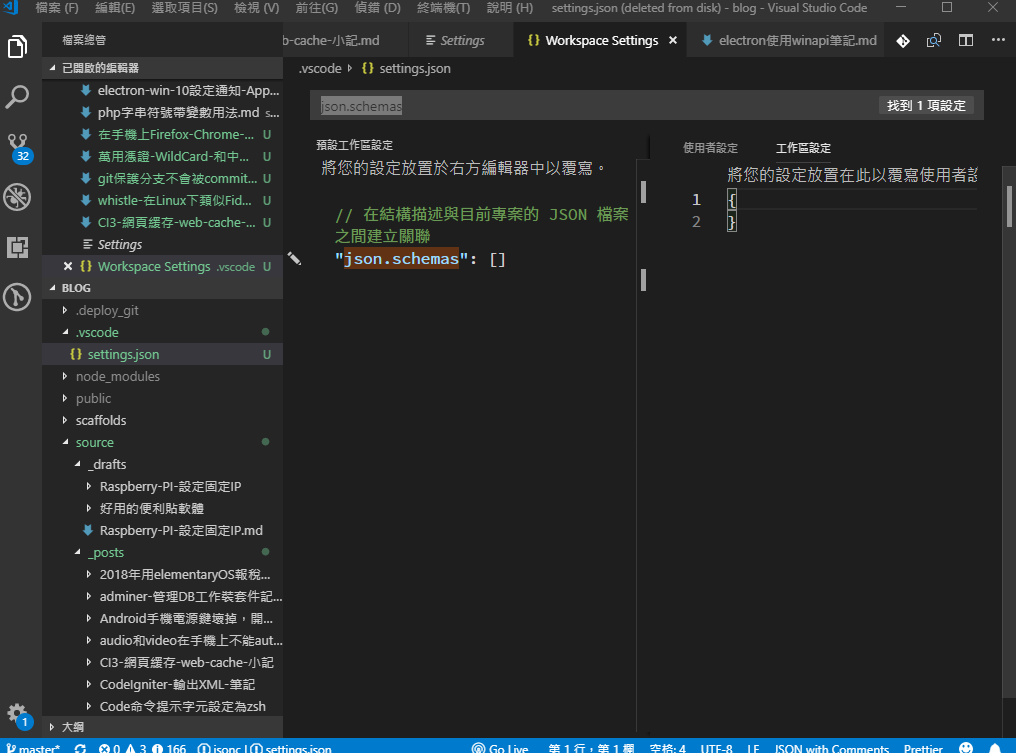 檔案 (F) 編輯(E) 選取項目(S) 檢視 (V) 前往(G) 偵錯 (D) 終端機(T) 說明 (H) settings.json (deleted from disk) - blog - Visual Studio Code
檔案總管
b-cache-小記.md Settings {} Workspace Settings × electron使用winapi筆記.md
已開啟的編輯器
.vscode {} settings.json
electron-win-10設定通知-App...
php字串符號帶變數用法.md s...
在手機上Firefox-Chrome-... U
萬用憑證-WildCard-和中... U
git保護分支不會被commit... U
whistle-在Linux下類似Fid... U
CI3-網頁緩存-web-cache-... U
Settings
× {} Workspace Settings .vscode U
json.schemas 找到 1 項設定
預設工作區設定
將您的設定放置於右方編輯器中以覆寫。
// 在結構描述與目前專案的 JSON 檔案
之間建立關聯
"json.schemas": []
使用者設定 工作區設定
將您的設定放置在此以覆寫使用者設
1 {
2 }
32
BLOG
.deploy_git
.vscode
{} settings.json U
node_modules
public
scaffolds
source
_drafts
Raspberry-PI-設定固定IP
好用的便利貼軟體
Raspberry-PI-設定固定IP.md
_posts
2018年用elementaryOS報稅...
adminer-管理DB工作裝套件記...
Android手機電源鍵壞掉，開...
audio和video在手機上不能aut...
CI3-網頁緩存-web-cache-小記
CodeIgniter-輸出XML-筆記
Code命令提示字元設定為zsh
1
大綱
master* 0 3 166 jsonc | settings.json Go Live 第 1 行，第 1 欄 空格: 4 UTF-8 LF JSON with Comments Prettier